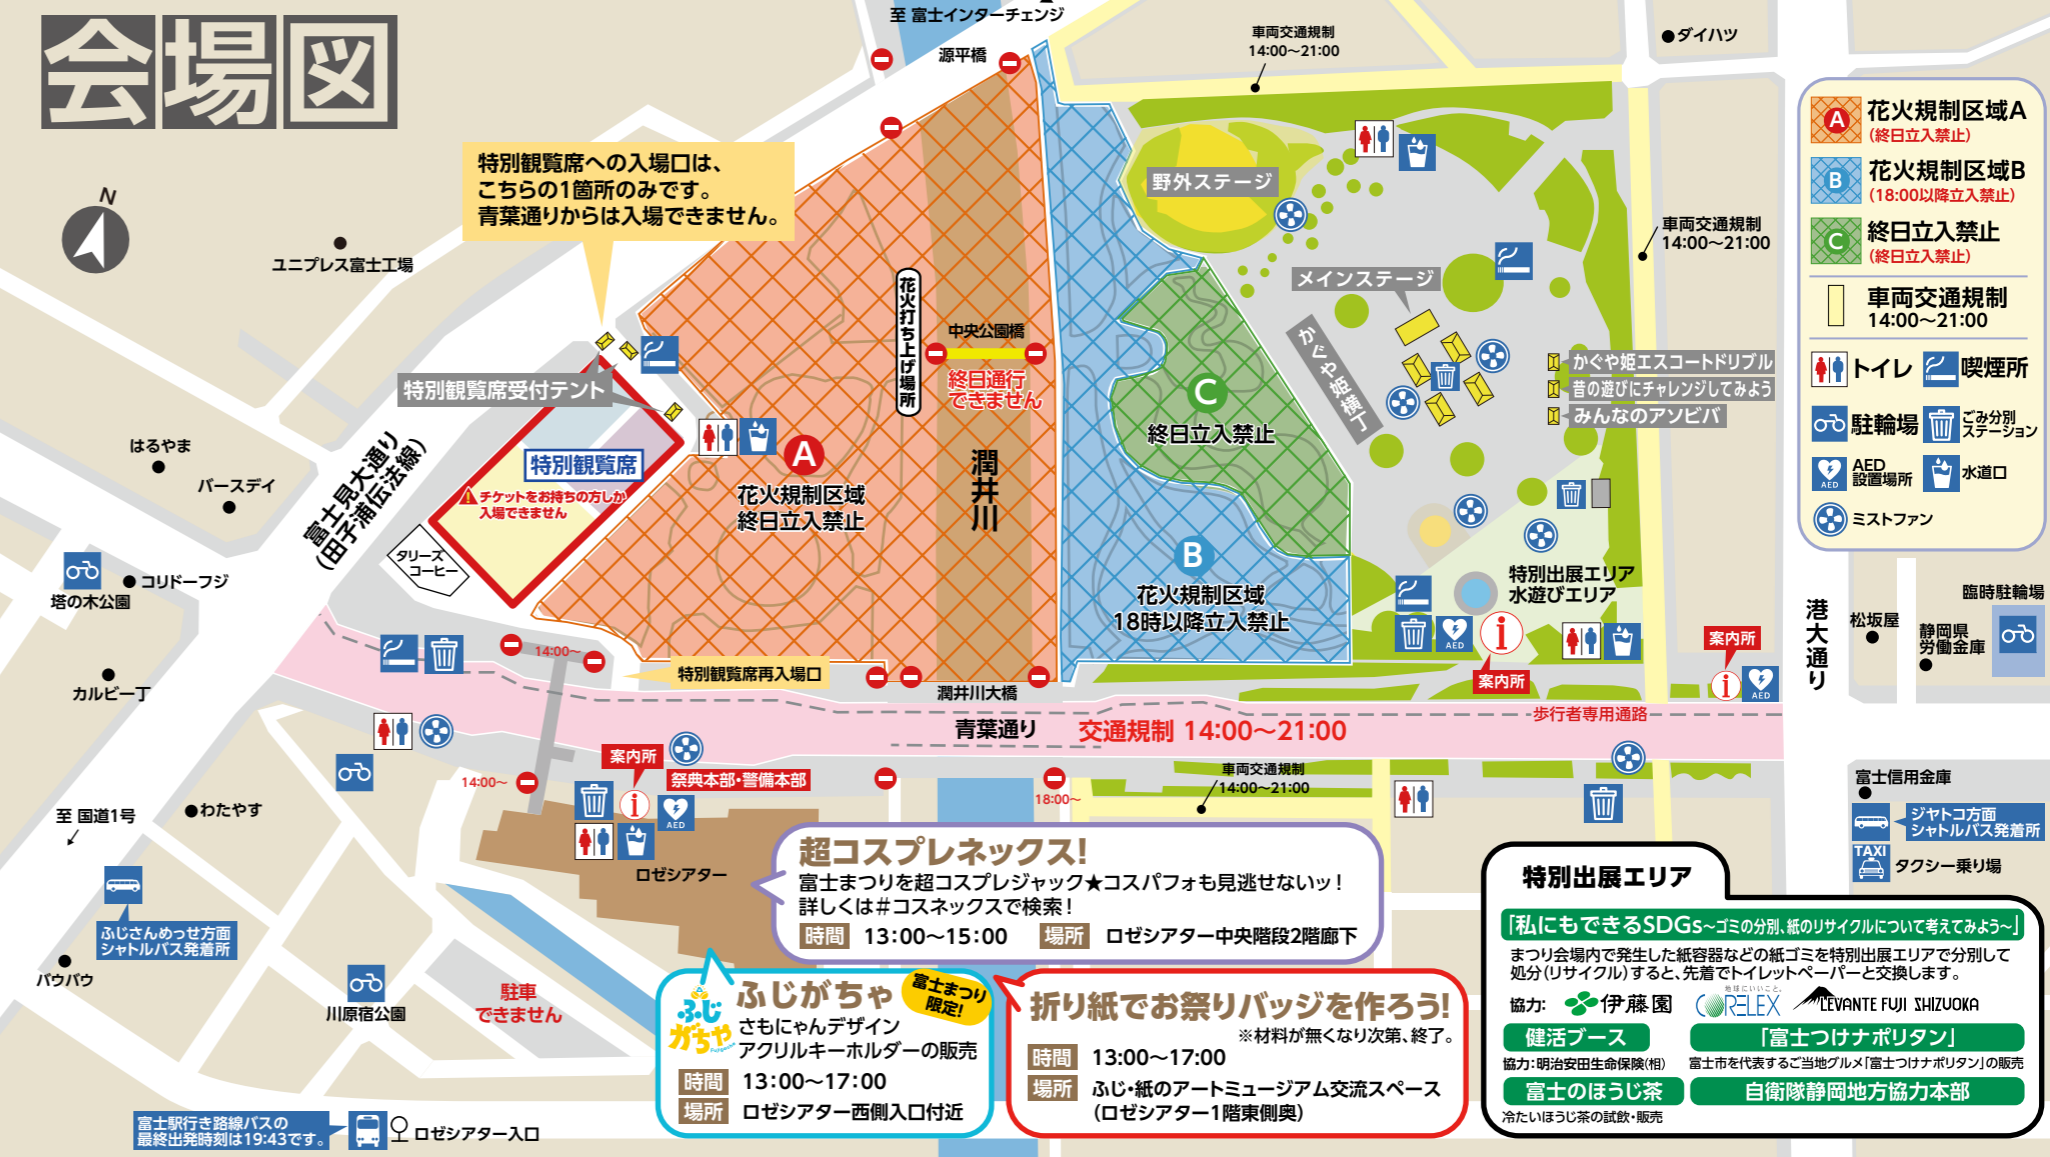 会場図
至 富士インターチェンジ
源平橋
車両交通規制
14:00〜21:00
ダイハツ
N
ユニプレス富士工場
特別観覧席への入場口は、
こちらの1箇所のみです。
青葉通りからは入場できません。
野外ステージ
車両交通規制
14:00〜21:00
メインステージ
かぐや姫横丁
かぐや姫エスコートドリブル
昔の遊びにチャレンジしてみよう
みんなのアソビバ
花火打ち上げ場所
中央公園橋
終日通行
できません
潤井川
特別観覧席受付テント
特別観覧席
チケットをお持ちの方しか
入場できません
A
花火規制区域
終日立入禁止
C
終日立入禁止
B
花火規制区域
18時以降立入禁止
はるやま
バースデイ
富士見大通り
(田子浦伝法線)
タリーズ
コーヒー
コリドーフジ
塔の木公園
カルビー丁
14:00〜
特別観覧席再入場口
潤井川大橋
特別出展エリア
水遊びエリア
AED
i
案内所
案内所
i
AED
港大通り
松坂屋
静岡県
労働金庫
臨時駐輪場
歩行者専用通路
青葉通り
交通規制 14:00〜21:00
案内所
祭典本部・警備本部
14:00〜
i
AED
18:00〜
車両交通規制
14:00〜21:00
至 国道1号
わたやす
ロゼシアター
富士信用金庫
ジヤトコ方面
シャトルバス発着所
TAXI
タクシー乗り場
ふじさんめっせ方面
シャトルバス発着所
バウバウ
川原宿公園
駐車
できません
富士駅行き路線バスの
最終出発時刻は19:43です。
ロゼシアター入口
A
花火規制区域A
(終日立入禁止)
B
花火規制区域B
(18:00以降立入禁止)
C
終日立入禁止
(終日立入禁止)
車両交通規制
14:00〜21:00
トイレ
喫煙所
駐輪場
ごみ分別
ステーション
AED
AED
設置場所
水道口
ミストファン
超コスプレネックス!
富士まつりを超コスプレジャック★コスパフォも見逃せないッ!
詳しくは#コスネックスで検索!
時間 13:00〜15:00 場所 ロゼシアター中央階段2階廊下
ふじがちゃ
ふじがちゃ
富士まつり
限定!
さもにゃんデザイン
アクリルキーホルダーの販売
時間 13:00〜17:00
場所 ロゼシアター西側入口付近
折り紙でお祭りバッジを作ろう!
※材料が無くなり次第、終了。
時間 13:00〜17:00
場所 ふじ・紙のアートミュージアム交流スペース
(ロゼシアター1階東側奥)
特別出展エリア
「私にもできるSDGs〜ゴミの分別、紙のリサイクルについて考えてみよう〜」
まつり会場内で発生した紙容器などの紙ゴミを特別出展エリアで分別して
処分(リサイクル)すると、先着でトイレットペーパーと交換します。
協力: 伊藤園 地球にいいこと。 CORELEX LEVANTE FUJI SHIZUOKA
健活ブース
協力:明治安田生命保険(相)
「富士つけナポリタン」
富士市を代表するご当地グルメ「富士つけナポリタン」の販売
富士のほうじ茶
冷たいほうじ茶の試飲・販売
自衛隊静岡地方協力本部